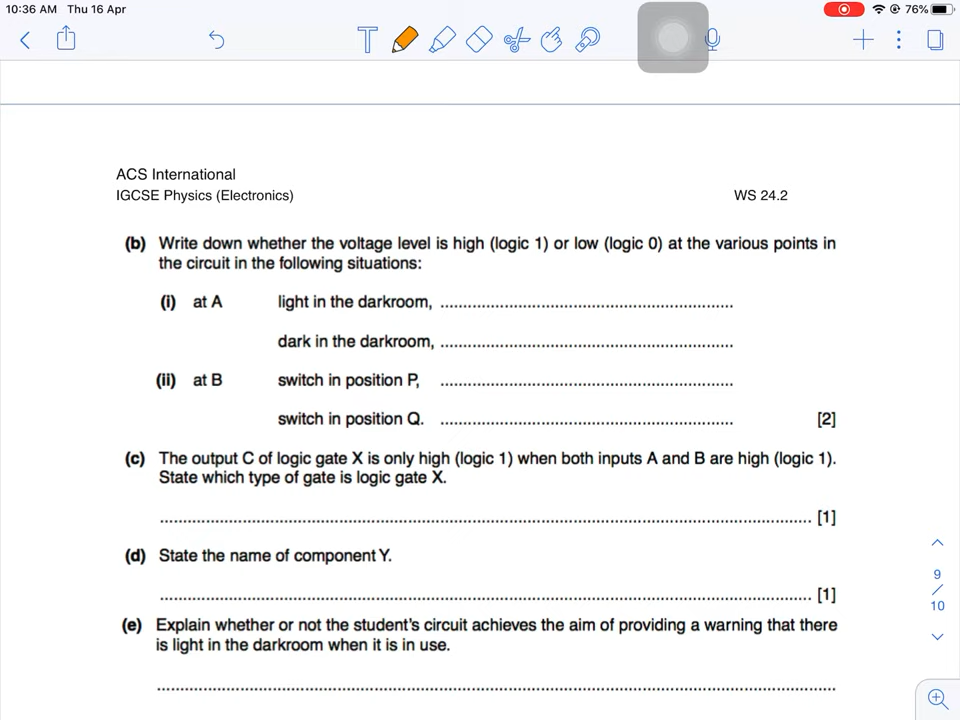 10:36 AM Thu 16 Apr
76%
T
ACS International
IGCSE Physics (Electronics)
WS 24.2
(b) Write down whether the voltage level is high (logic 1) or low (logic 0) at the various points in
the circuit in the following situations:
(i) at A light in the darkroom, ................................................................
dark in the darkroom, ................................................................
(ii) at B switch in position P, ................................................................
switch in position Q. ................................................................ [2]
(c) The output C of logic gate X is only high (logic 1) when both inputs A and B are high (logic 1).
State which type of gate is logic gate X.
................................................................ [1]
(d) State the name of component Y.
................................................................ [1]
(e) Explain whether or not the student's circuit achieves the aim of providing a warning that there
is light in the darkroom when it is in use.
................................................................
9
/
10